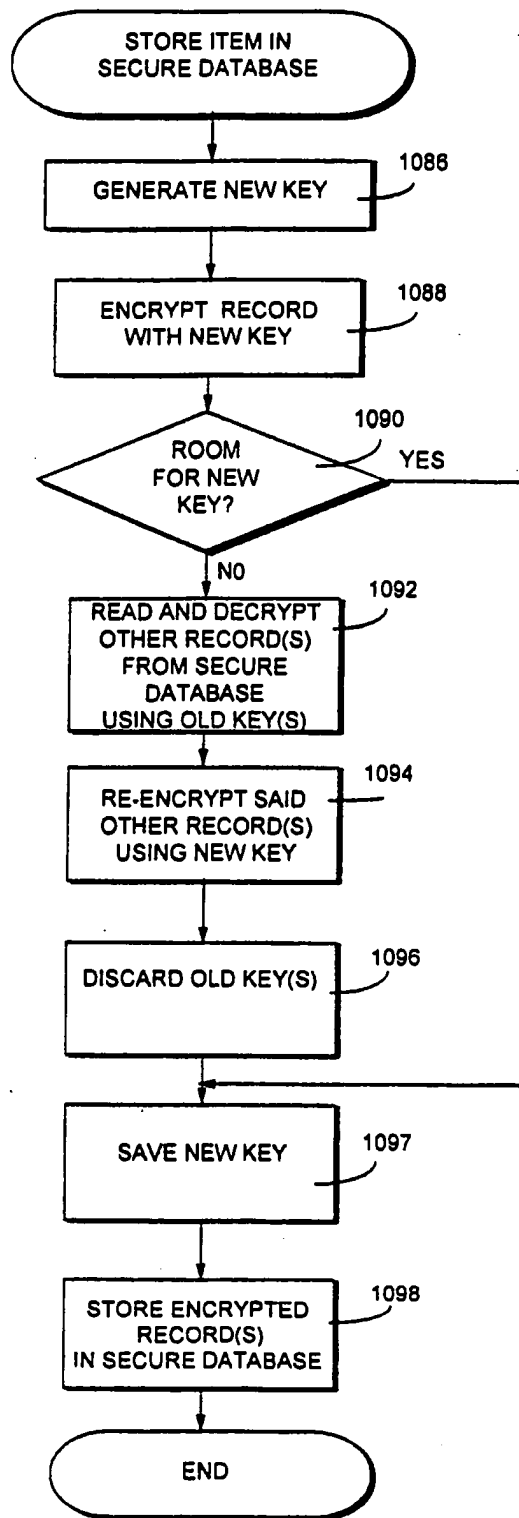 STORE ITEM IN
SECURE DATABASE
1086
GENERATE NEW KEY
1088
ENCRYPT RECORD
WITH NEW KEY
1090
ROOM
FOR NEW
KEY?
YES
NO
1092
READ AND DECRYPT
OTHER RECORD(S)
FROM SECURE
DATABASE
USING OLD KEY(S)
1094
RE-ENCRYPT SAID
OTHER RECORD(S)
USING NEW KEY
1096
DISCARD OLD KEY(S)
SAVE NEW KEY
1097
1098
STORE ENCRYPTED
RECORD(S)
IN SECURE DATABASE
END